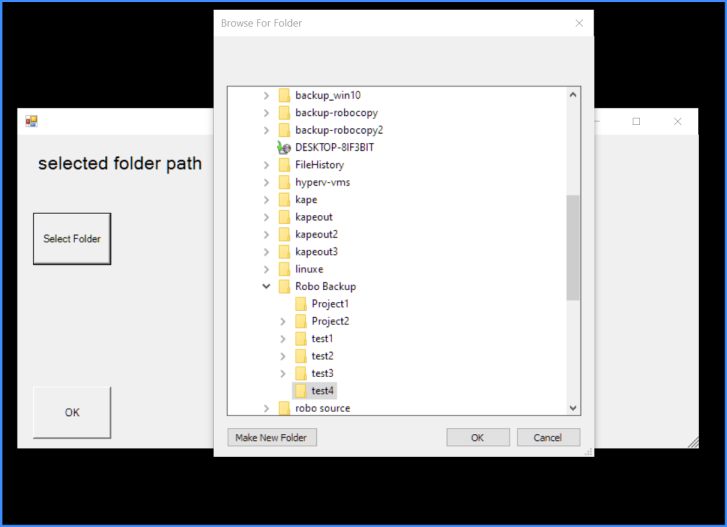 Browse For Folder
backup_win10
backup-robocopy
backup-robocopy2
DESKTOP-8IF3BIT
FileHistory
hyperv-vms
kape
kapeout
kapeout2
kapeout3
linuxe
Robo Backup
Project1
Project2
test1
test2
test3
test4
robo source
Make New Folder
OK
Cancel
selected folder path
Select Folder
OK